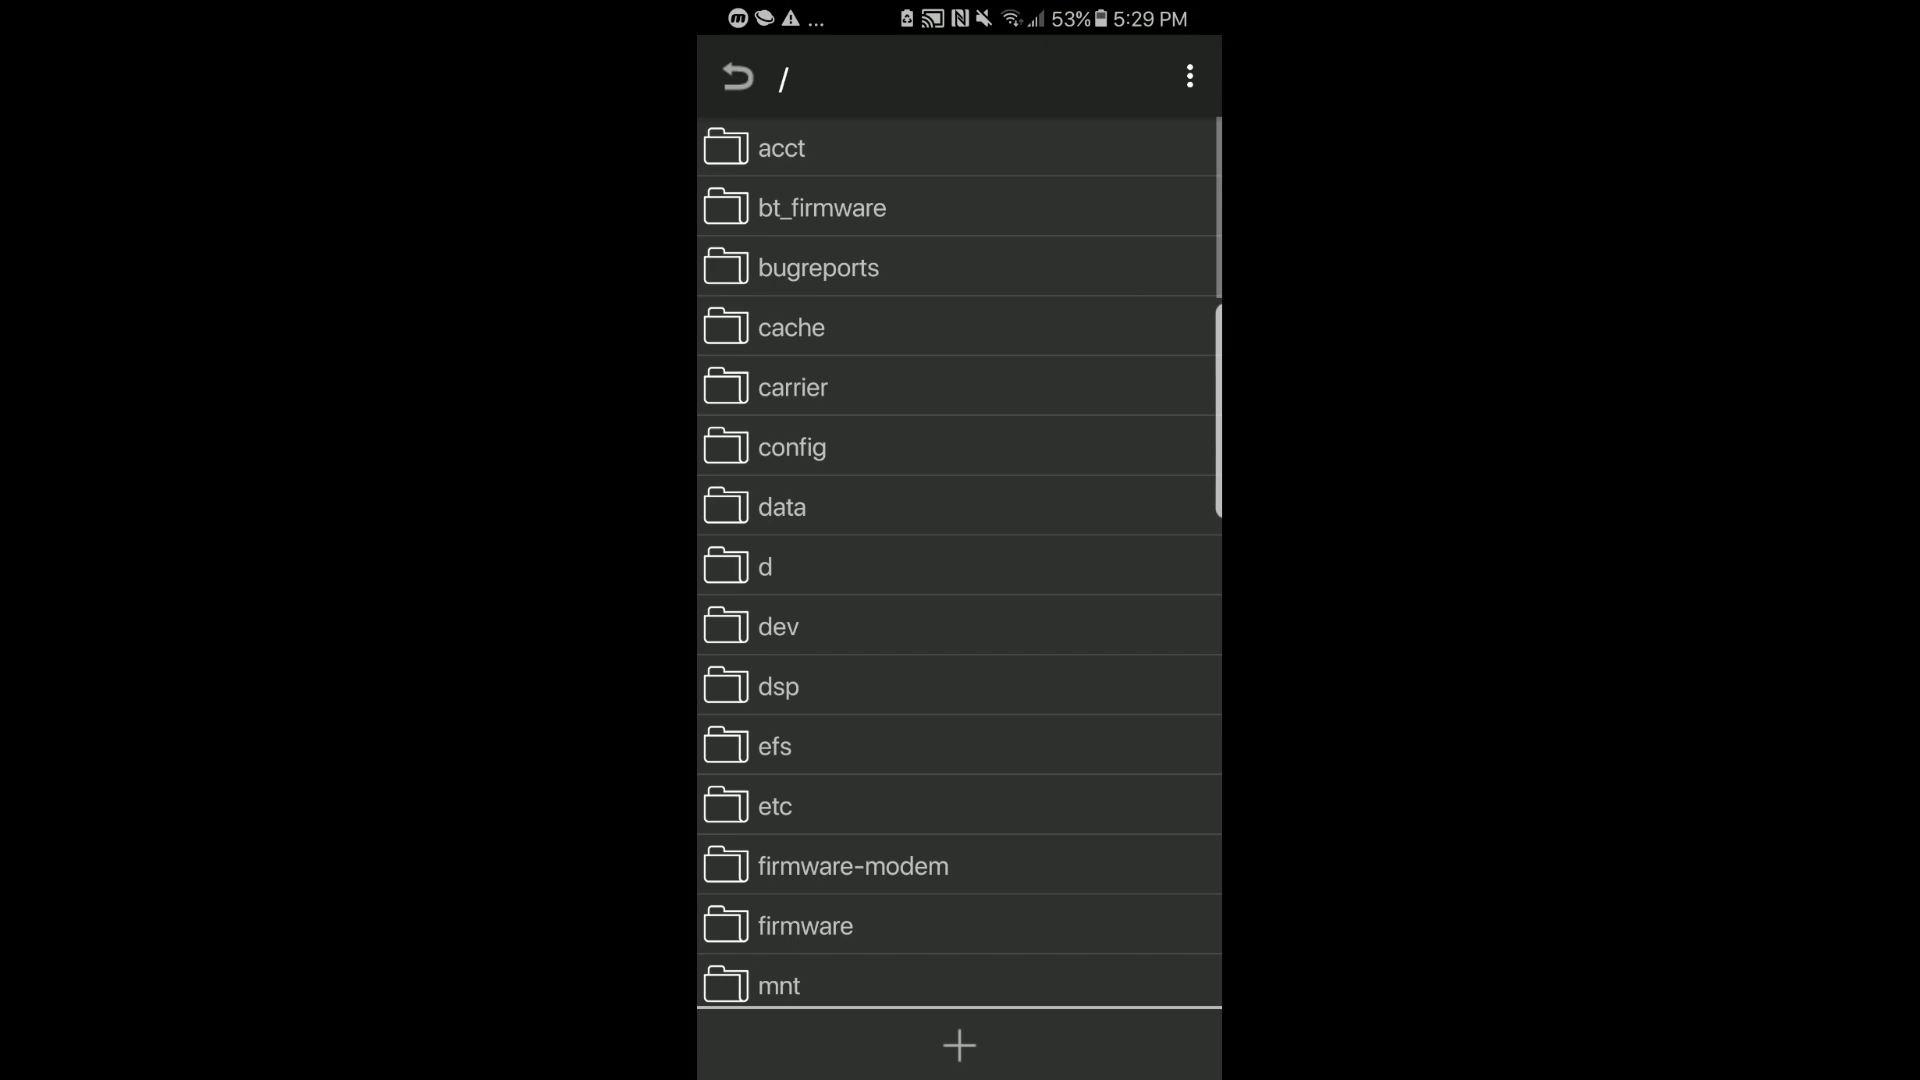 ... 53% 5:29 PM
/
acct
bt_firmware
bugreports
cache
carrier
config
data
d
dev
dsp
efs
etc
firmware-modem
firmware
mnt